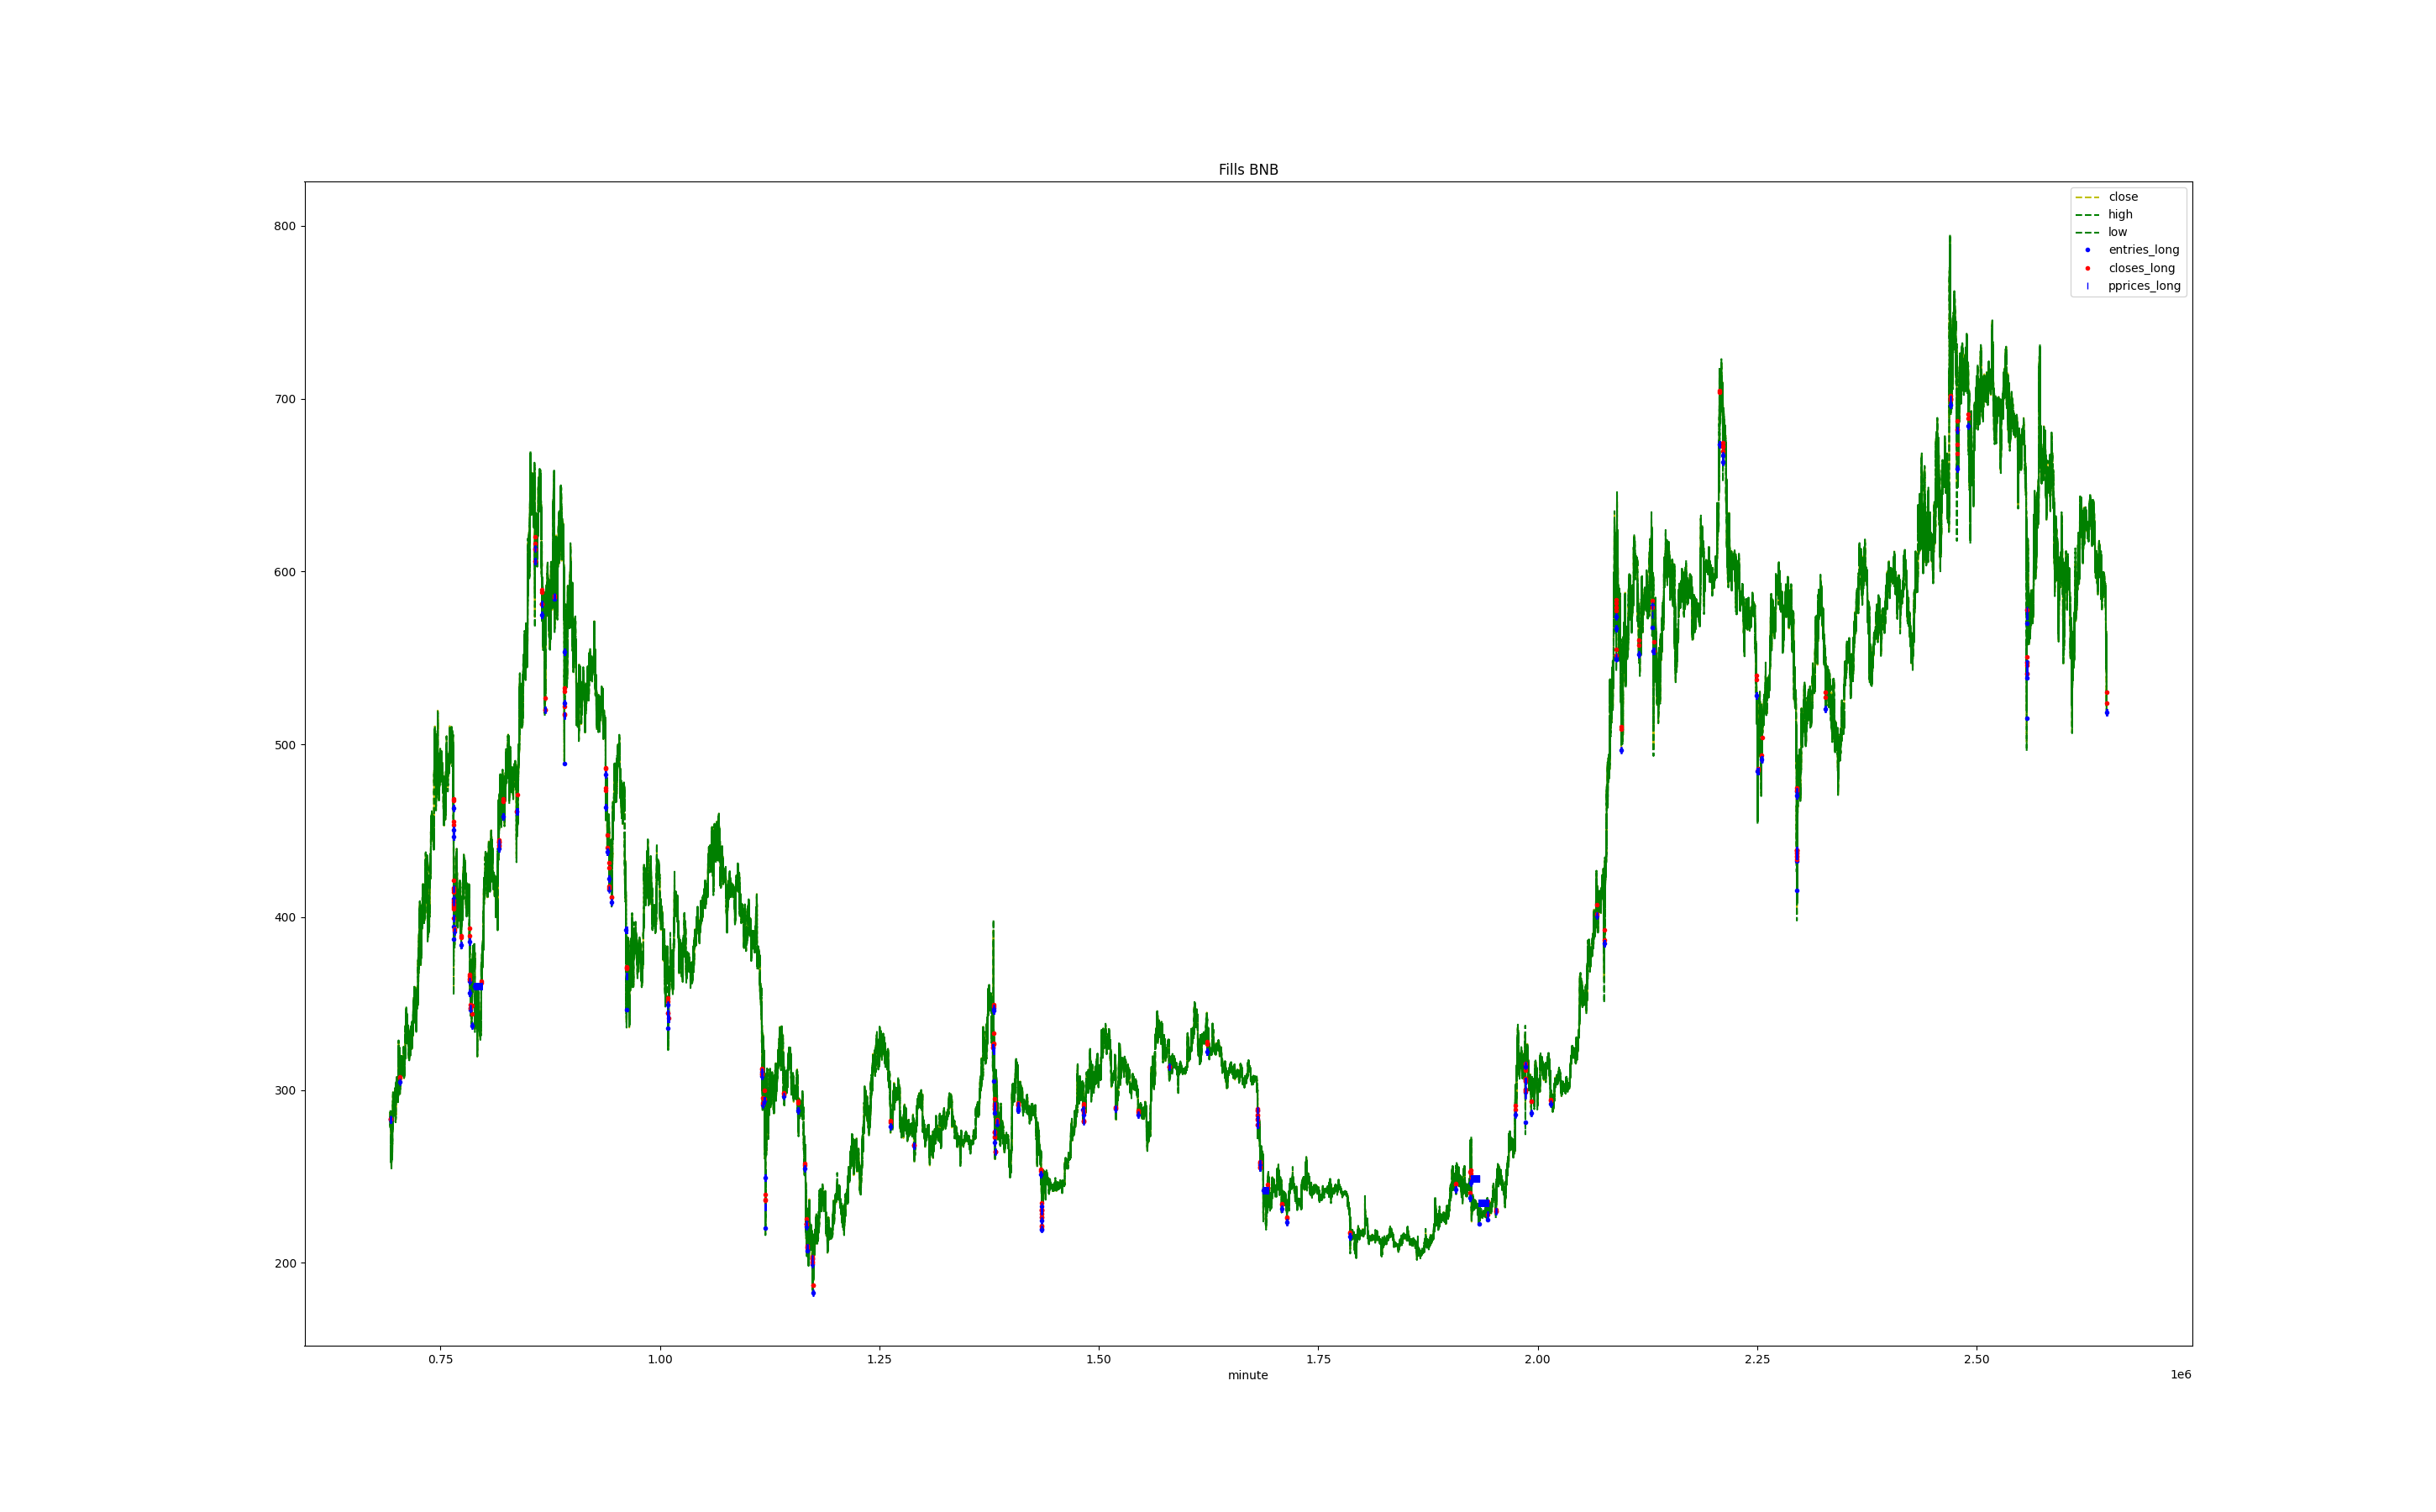 Fills BNB
close
high
low
entries_long
closes_long
pprices_long
800
700
600
500
400
300
200
0.75 1.00 1.25 1.50 1.75 2.00 2.25 2.50
minute
1e6